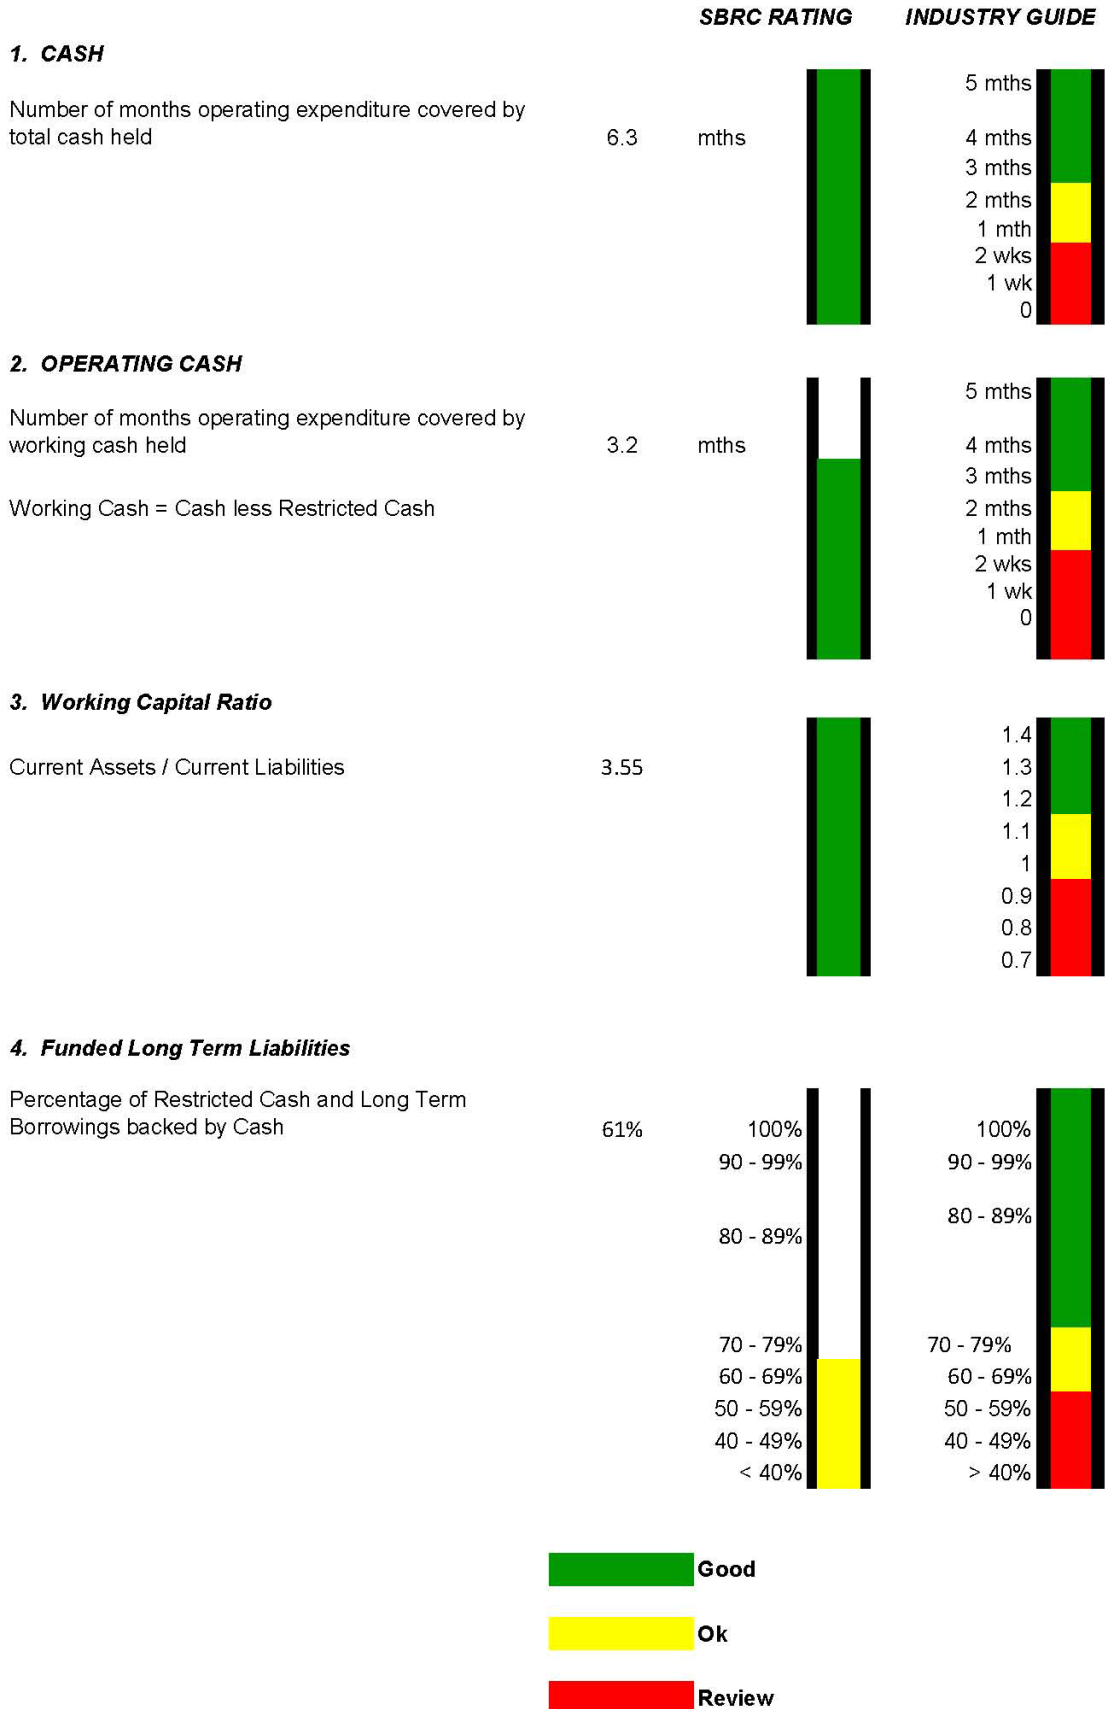 SBRC RATING INDUSTRY GUIDE
1. CASH
Number of months operating expenditure covered by
total cash held 6.3 mths
5 mths
4 mths
3 mths
2 mths
1 mth
2 wks
1 wk
0
2. OPERATING CASH
Number of months operating expenditure covered by
working cash held 3.2 mths
Working Cash = Cash less Restricted Cash
5 mths
4 mths
3 mths
2 mths
1 mth
2 wks
1 wk
0
3. Working Capital Ratio
Current Assets / Current Liabilities 3.55
1.4
1.3
1.2
1.1
1
0.9
0.8
0.7
4. Funded Long Term Liabilities
Percentage of Restricted Cash and Long Term
Borrowings backed by Cash 61% 100% 100%
90 - 99% 90 - 99%
80 - 89%
80 - 89%
70 - 79% 70 - 79%
60 - 69% 60 - 69%
50 - 59% 50 - 59%
40 - 49% 40 - 49%
< 40% > 40%
Good
Ok
Review